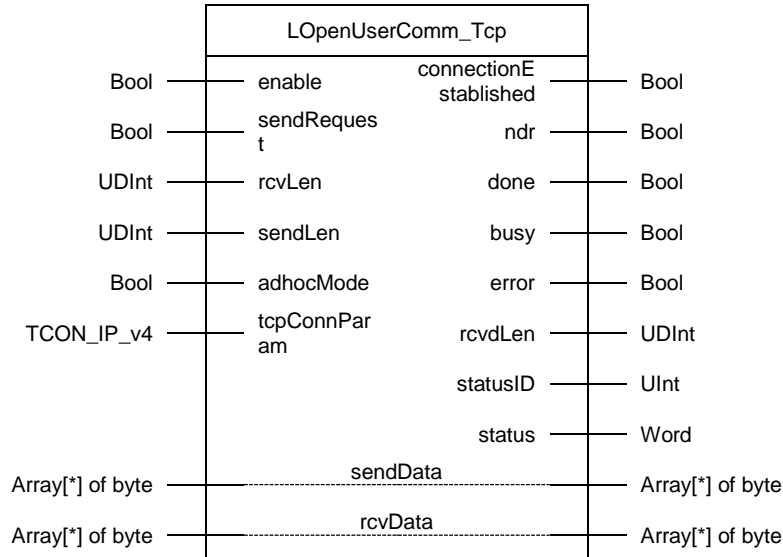 LOpenUserComm_Tcp
Bool enable connectionE Bool
stablished
Bool sendReques ndr Bool
t
UDInt rcvLen done Bool
UDInt sendLen busy Bool
Bool adhocMode error Bool
TCON_IP_v4 tcpConnPar rcvdLen UDInt
am
statusID UInt
status Word
Array[*] of byte sendData Array[*] of byte
Array[*] of byte rcvData Array[*] of byte